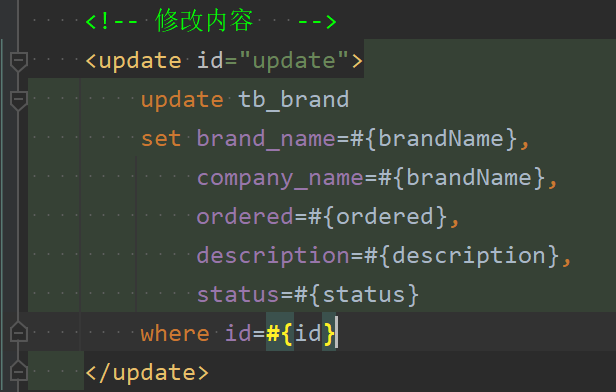 <!-- 修改内容 -->
<update id="update">
update tb_brand
set brand_name=#{brandName},
company_name=#{brandName},
ordered=#{ordered},
description=#{description},
status=#{status}
where id=#{id}
</update>